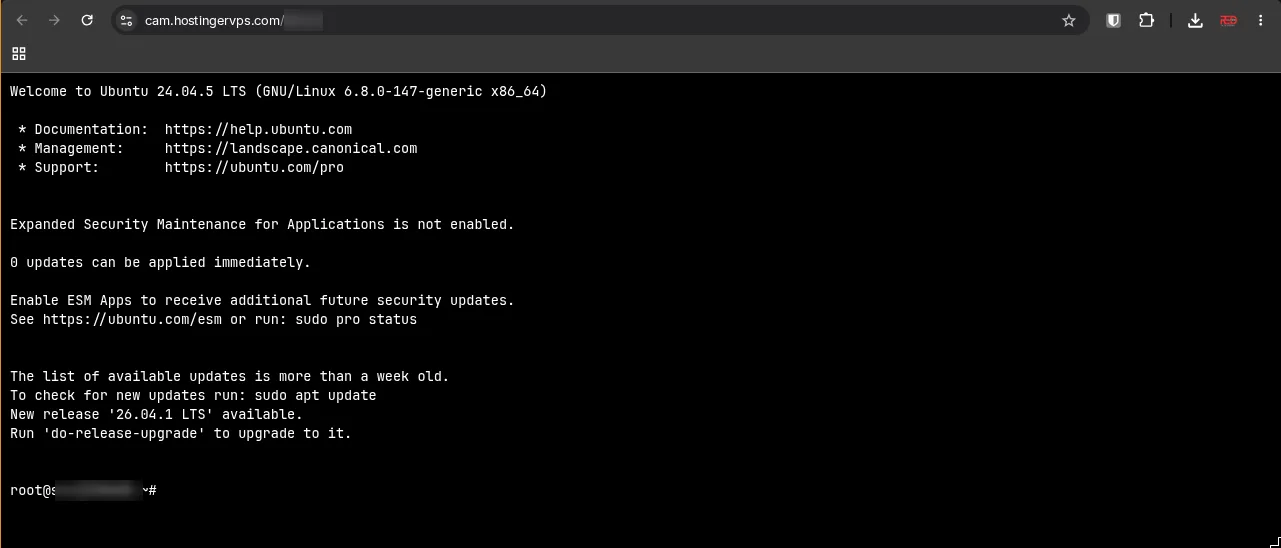 cam.hostingervps.com/
Welcome to Ubuntu 24.04.5 LTS (GNU/Linux 6.8.0-147-generic x86_64)
* Documentation:  https://help.ubuntu.com
* Management:     https://landscape.canonical.com
* Support:        https://ubuntu.com/pro
Expanded Security Maintenance for Applications is not enabled.
0 updates can be applied immediately.
Enable ESM Apps to receive additional future security updates.
See https://ubuntu.com/esm or run: sudo pro status
The list of available updates is more than a week old.
To check for new updates run: sudo apt update
New release '26.04.1 LTS' available.
Run 'do-release-upgrade' to upgrade to it.
root@s ~#